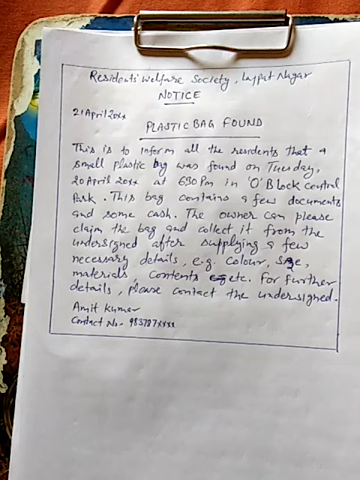 Residents Welfare Society, Lajpat Nagar
NOTICE
21 April 20xx
PLASTIC BAG FOUND
This is to inform all the residents that a
small plastic bag was found on Tuesday,
20 April 20xx at 630 Pm in 'O' Block central
Park. This bag contains a few documents
and some cash. The owner can please
claim the bag and collect it from the
undersigned after supplying a few
necessary details, e.g. Colour, Size,
materials, Contents etc. For further
details, please contact the undersigned.
Amit Kumar
Contact No- 983787xxxx